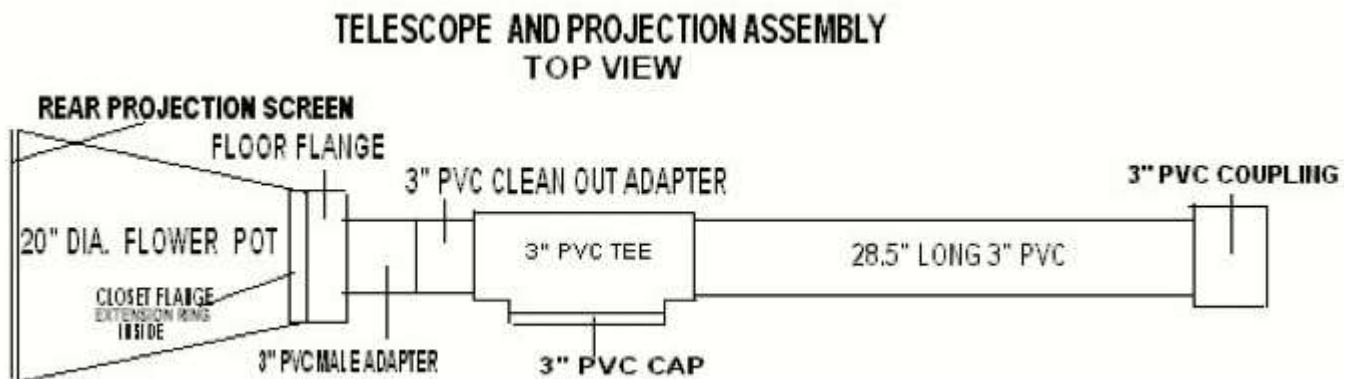 TELESCOPE AND PROJECTION ASSEMBLY
TOP VIEW
REAR PROJECTION SCREEN
FLOOR FLANGE
3" PVC CLEAN OUT ADAPTER
3" PVC COUPLING
20" DIA. FLOWER POT
3" PVC TEE
28.5" LONG 3" PVC
CLOSET FLANGE
EXTENSION RING
INSIDE
3" PVC MALE ADAPTER
3" PVC CAP